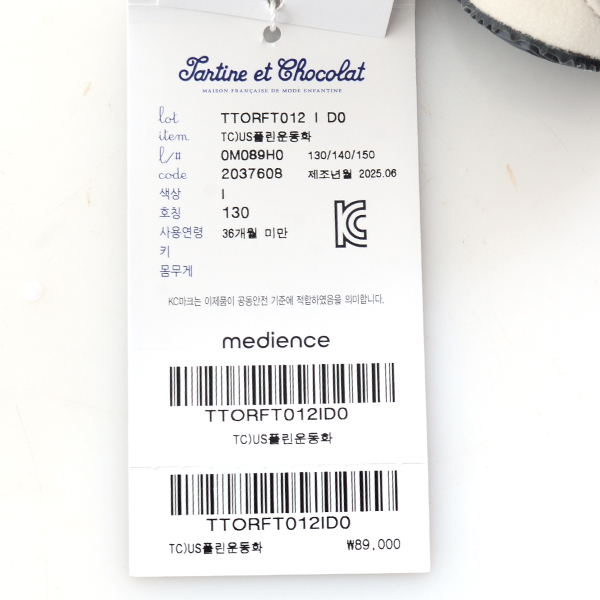 Tartine et Chocolat
MAISON FRANÇAISE DE MODE ENFANTINE
lot TTORFT012 I D0
item TC)US플린운동화
l/# 0M089H0 130/140/150
code 2037608 제조년월 2025.06
색상 I
호칭 130
사용연령 36개월 미만
키
몸무게
KC마크는 이제품이 공통안전 기준에 적합하였음을 의미합니다.
medience
TTORFT012ID0
TC)US플린운동화
TTORFT012ID0
TC)US플린운동화 ₩89,000